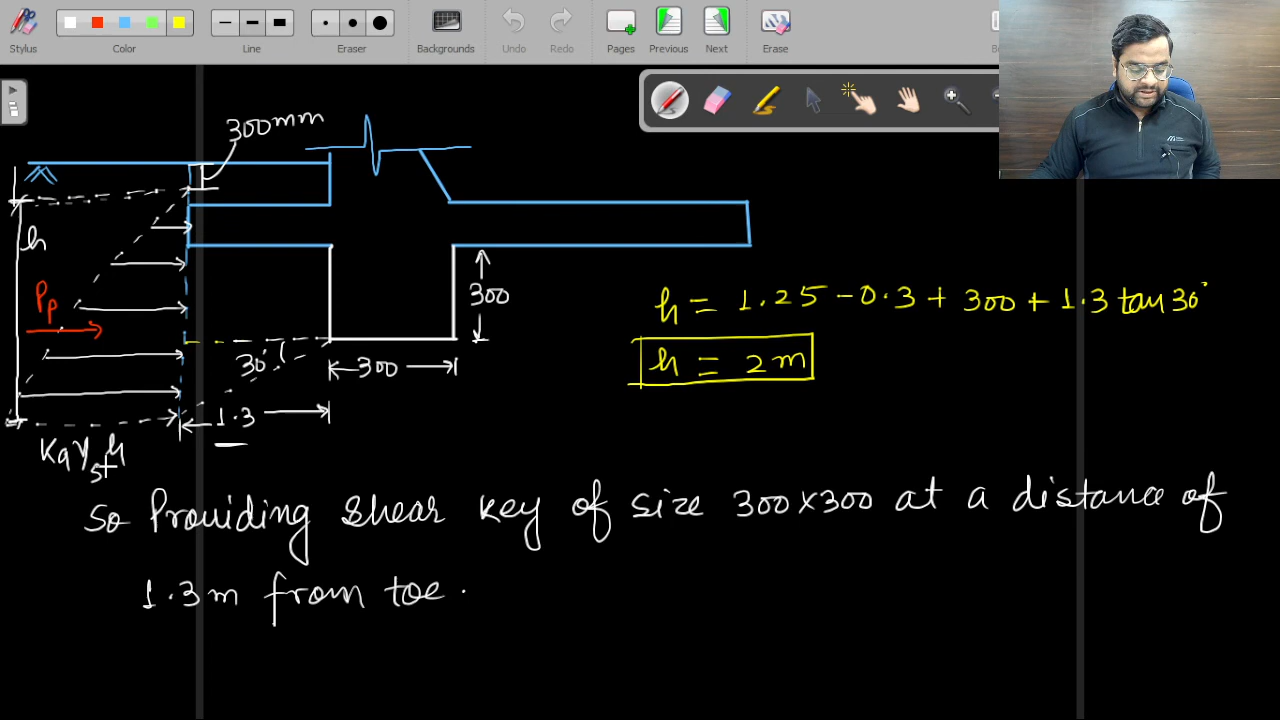 Stylus
Color
Line
Eraser
Backgrounds
Undo
Redo
Pages
Previous
Next
Erase
300mm
h
Pp
300
30°
300
1.3
Kaγsh
h = 1.25 - 0.3 + 300 + 1.3 tan 30°
h = 2m
So Providing shear key of size 300×300 at a distance of
1.3m from toe.